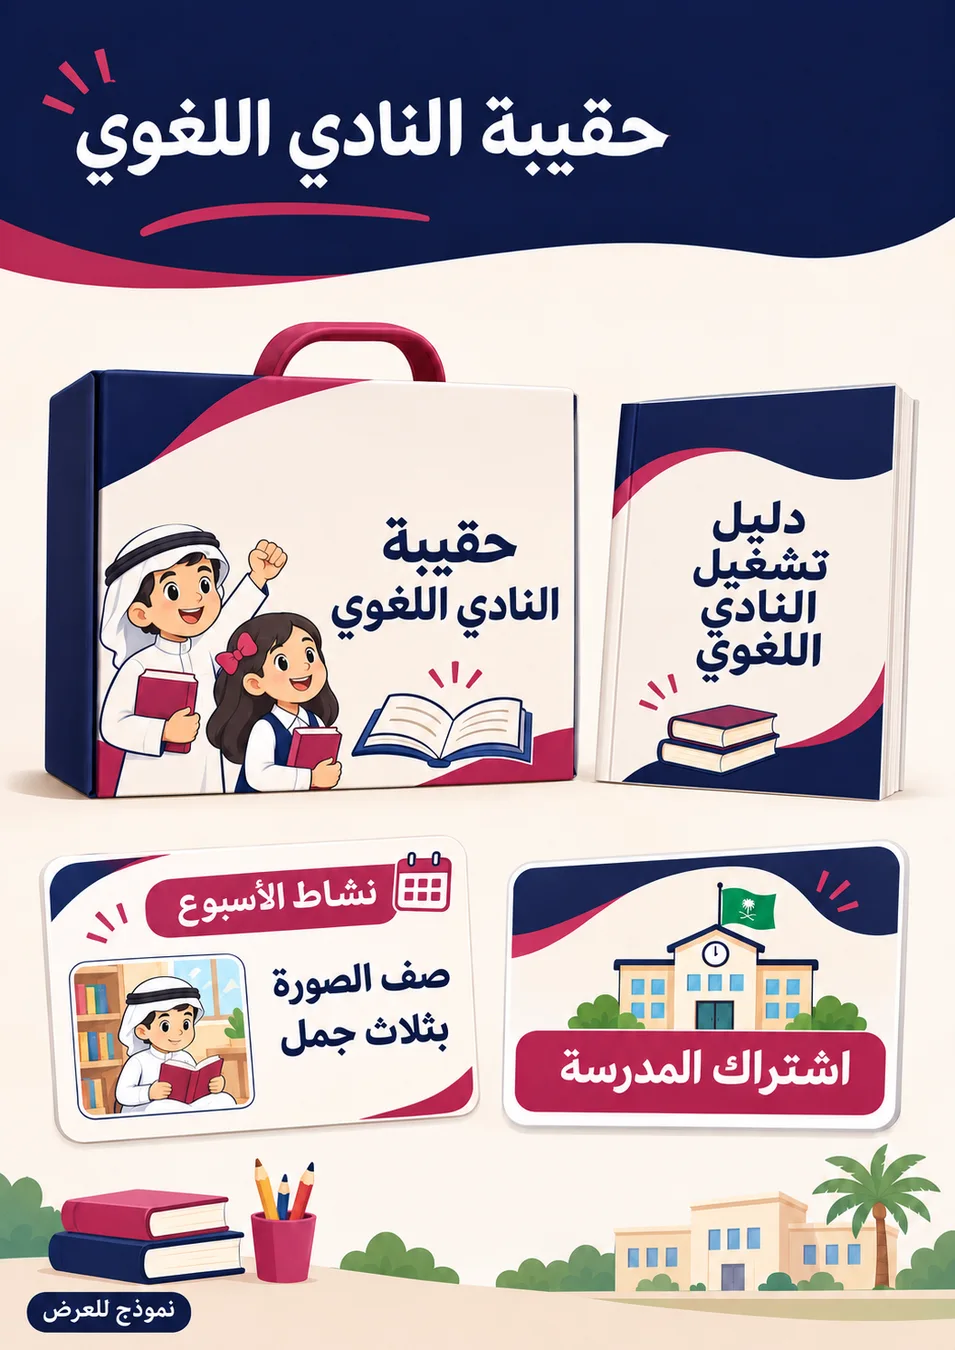 حقيبة النادي اللغوي
حقيبة
النادي اللغوي
دليل
تشغيل
النادي
اللغوي
نشاط الأسبوع
صف الصورة
بثلاث جمل
اشتراك المدرسة
نموذج للعرض